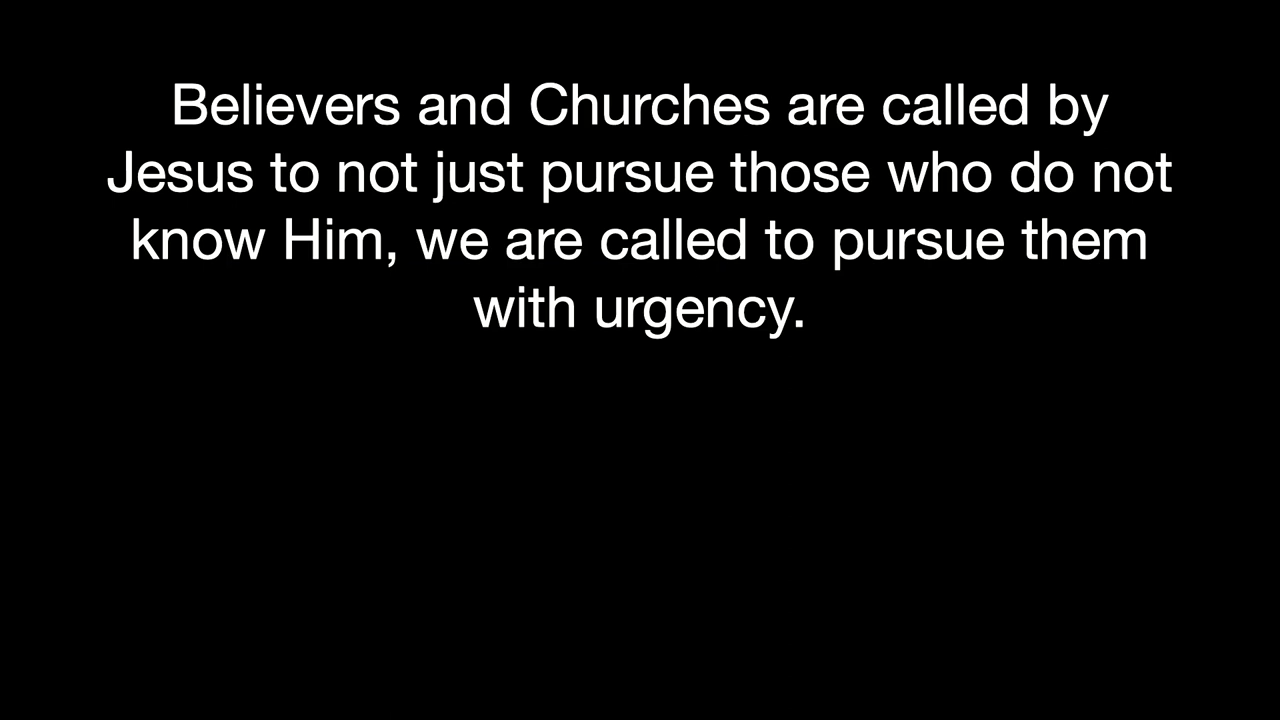 Believers and Churches are called by
Jesus to not just pursue those who do not
know Him, we are called to pursue them
with urgency.